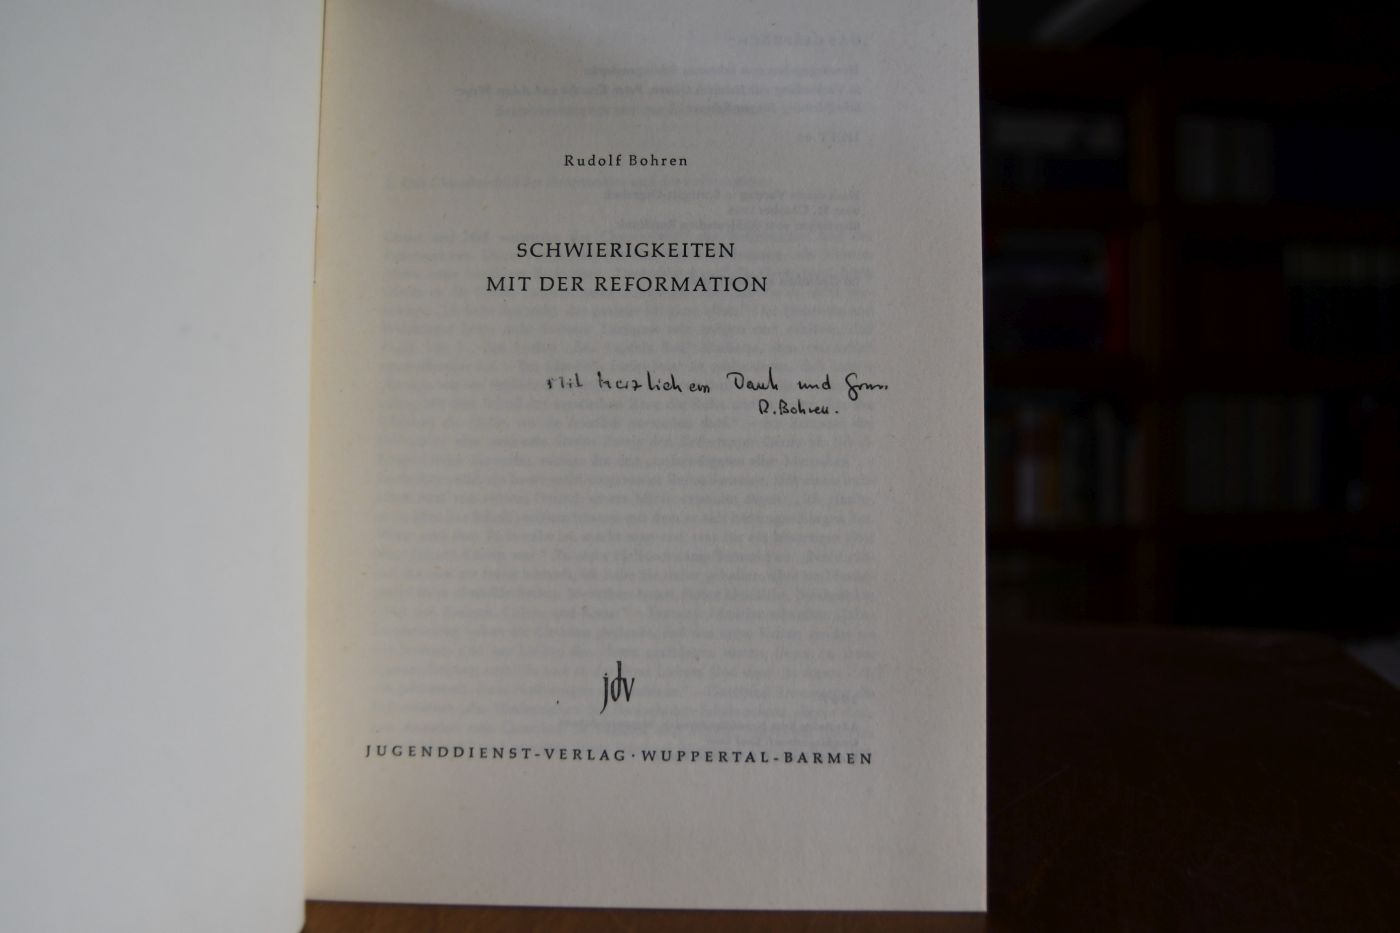 Rudolf Bohren
SCHWIERIGKEITEN
MIT DER REFORMATION
Mit herzlichem Dank und Gruss
R. Bohren.
jdv
JUGENDDIENST-VERLAG · WUPPERTAL-BARMEN